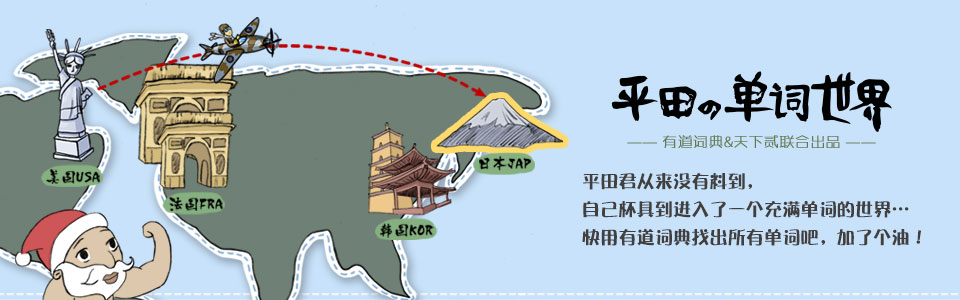 平田の单词世界
—— 有道词典&天下贰联合出品 ——
平田君从来没有料到，
自己杯具到进入了一个充满单词的世界…
快用有道词典找出所有单词吧，加了个油！
美国USA
法国FRA
韩国KOR
日本JAP